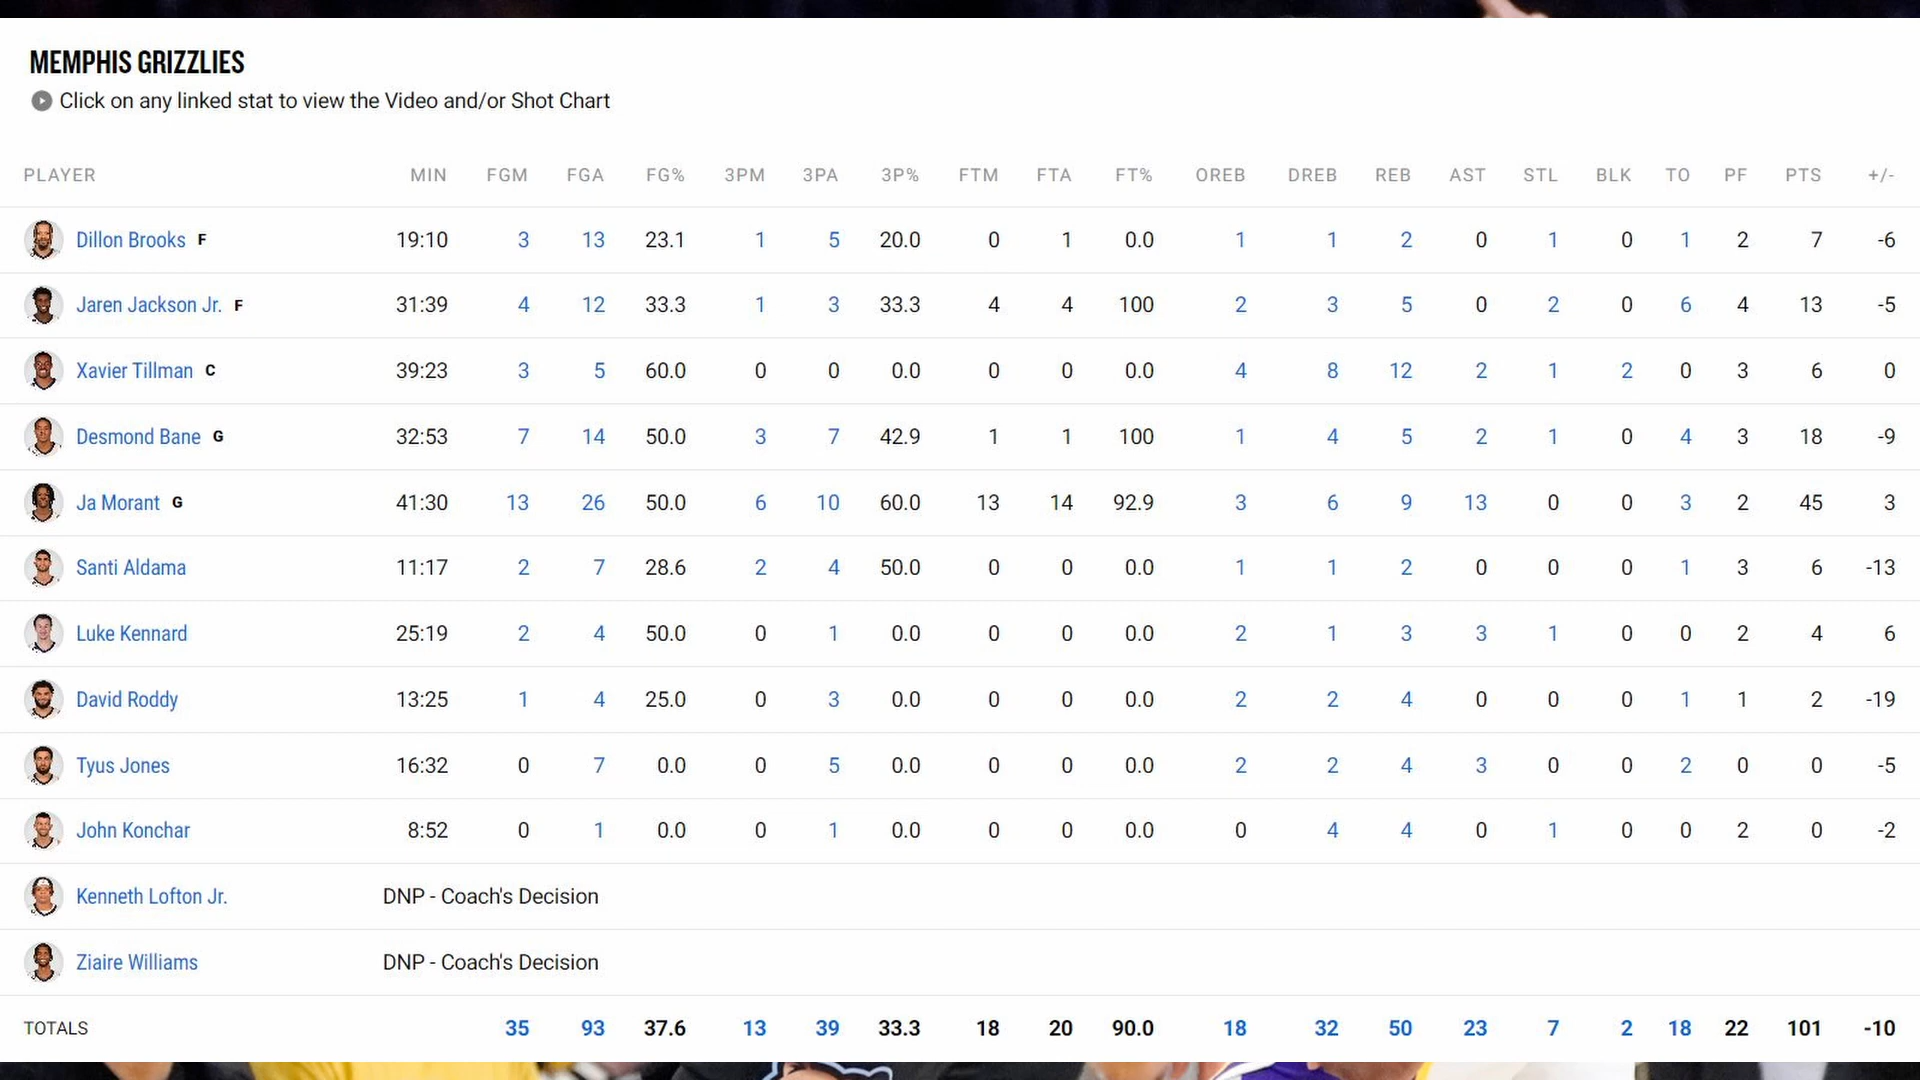 MEMPHIS GRIZZLIES
Click on any linked stat to view the Video and/or Shot Chart
PLAYER MIN FGM FGA FG% 3PM 3PA 3P% FTM FTA FT% OREB DREB REB AST STL BLK TO PF PTS +/-
Dillon Brooks F 19:10 3 13 23.1 1 5 20.0 0 1 0.0 1 1 2 0 1 0 1 2 7 -6
Jaren Jackson Jr. F 31:39 4 12 33.3 1 3 33.3 4 4 100 2 3 5 0 2 0 6 4 13 -5
Xavier Tillman C 39:23 3 5 60.0 0 0 0.0 0 0 0.0 4 8 12 2 1 2 0 3 6 0
Desmond Bane G 32:53 7 14 50.0 3 7 42.9 1 1 100 1 4 5 2 1 0 4 3 18 -9
Ja Morant G 41:30 13 26 50.0 6 10 60.0 13 14 92.9 3 6 9 13 0 0 3 2 45 3
Santi Aldama 11:17 2 7 28.6 2 4 50.0 0 0 0.0 1 1 2 0 0 0 1 3 6 -13
Luke Kennard 25:19 2 4 50.0 0 1 0.0 0 0 0.0 2 1 3 3 1 0 0 2 4 6
David Roddy 13:25 1 4 25.0 0 3 0.0 0 0 0.0 2 2 4 0 0 0 1 1 2 -19
Tyus Jones 16:32 0 7 0.0 0 5 0.0 0 0 0.0 2 2 4 3 0 0 2 0 0 -5
John Konchar 8:52 0 1 0.0 0 1 0.0 0 0 0.0 0 4 4 0 1 0 0 2 0 -2
Kenneth Lofton Jr. DNP - Coach's Decision
Ziaire Williams DNP - Coach's Decision
TOTALS 35 93 37.6 13 39 33.3 18 20 90.0 18 32 50 23 7 2 18 22 101 -10